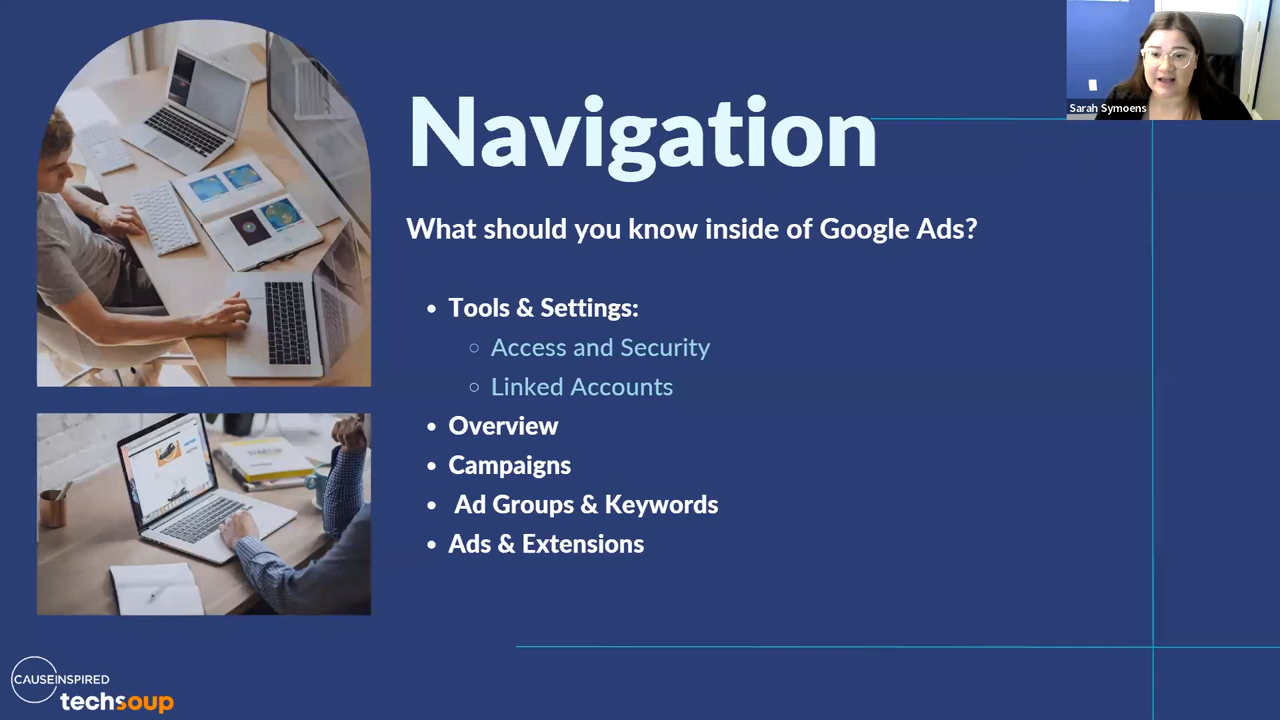 Navigation
Sarah Symoens
What should you know inside of Google Ads?
• Tools & Settings:
○ Access and Security
○ Linked Accounts
• Overview
• Campaigns
• Ad Groups & Keywords
• Ads & Extensions
CAUSEINSPIRED
techsoup